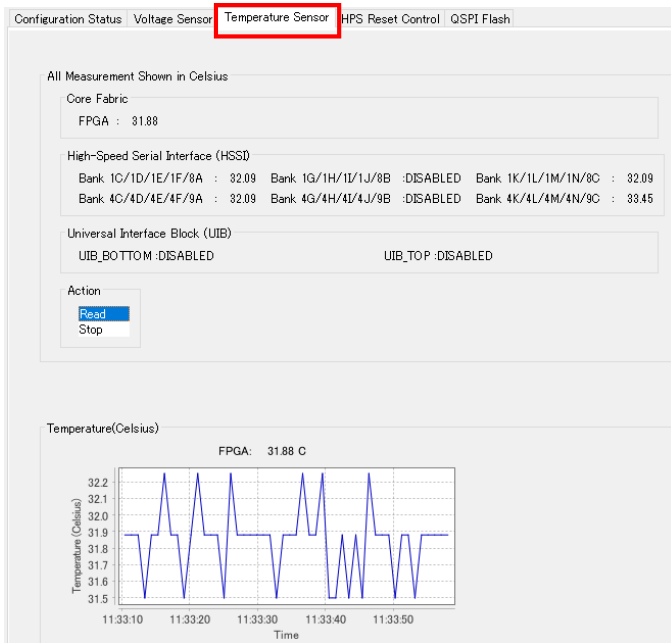 Configuration Status Voltage Sensor Temperature Sensor HPS Reset Control QSPI Flash
All Measurement Shown in Celsius
Core Fabric
FPGA : 31.88
High-Speed Serial Interface (HSSI)
Bank 1C/1D/1E/1F/8A : 32.09 Bank 1G/1H/1I/1J/8B :DISABLED Bank 1K/1L/1M/1N/8C : 32.09
Bank 4C/4D/4E/4F/9A : 32.09 Bank 4G/4H/4I/4J/9B :DISABLED Bank 4K/4L/4M/4N/9C : 33.45
Universal Interface Block (UIB)
UIB_BOTTOM :DISABLED UIB_TOP :DISABLED
Action
Read
Stop
Temperature(Celsius)
FPGA: 31.88 C
Temperature (Celsius)
32.2
32.1
32.0
31.9
31.8
31.7
31.6
31.5
11:33:10 11:33:20 11:33:30 11:33:40 11:33:50
Time